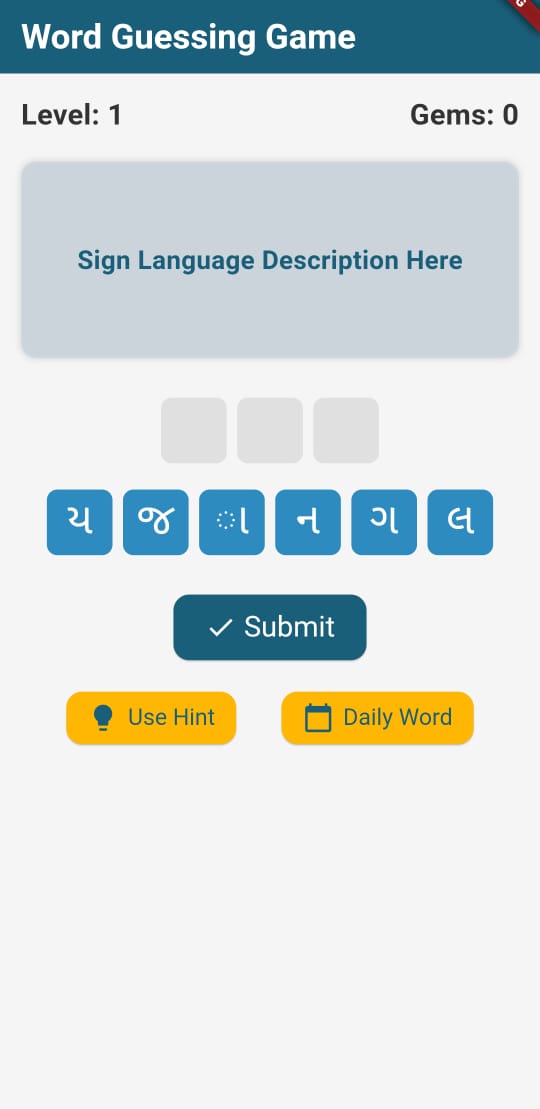 Word Guessing Game
Level: 1 Gems: 0
Sign Language Description Here
ય જ ા ન ગ લ
Submit
Use Hint Daily Word